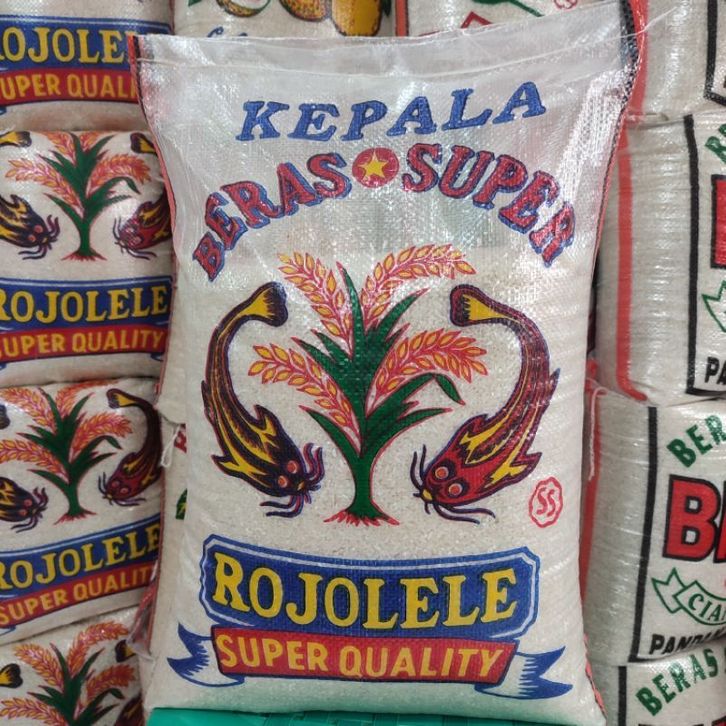 KEPALA
BERAS SUPER
SS
ROJOLELE
SUPER QUALITY
ROJOLELE
SUPER QUALITY
ROJOLELE
SUPER QUALITY
ROJOLELE
SUPER QUALITY
BERAS
PANDAN
BERAS